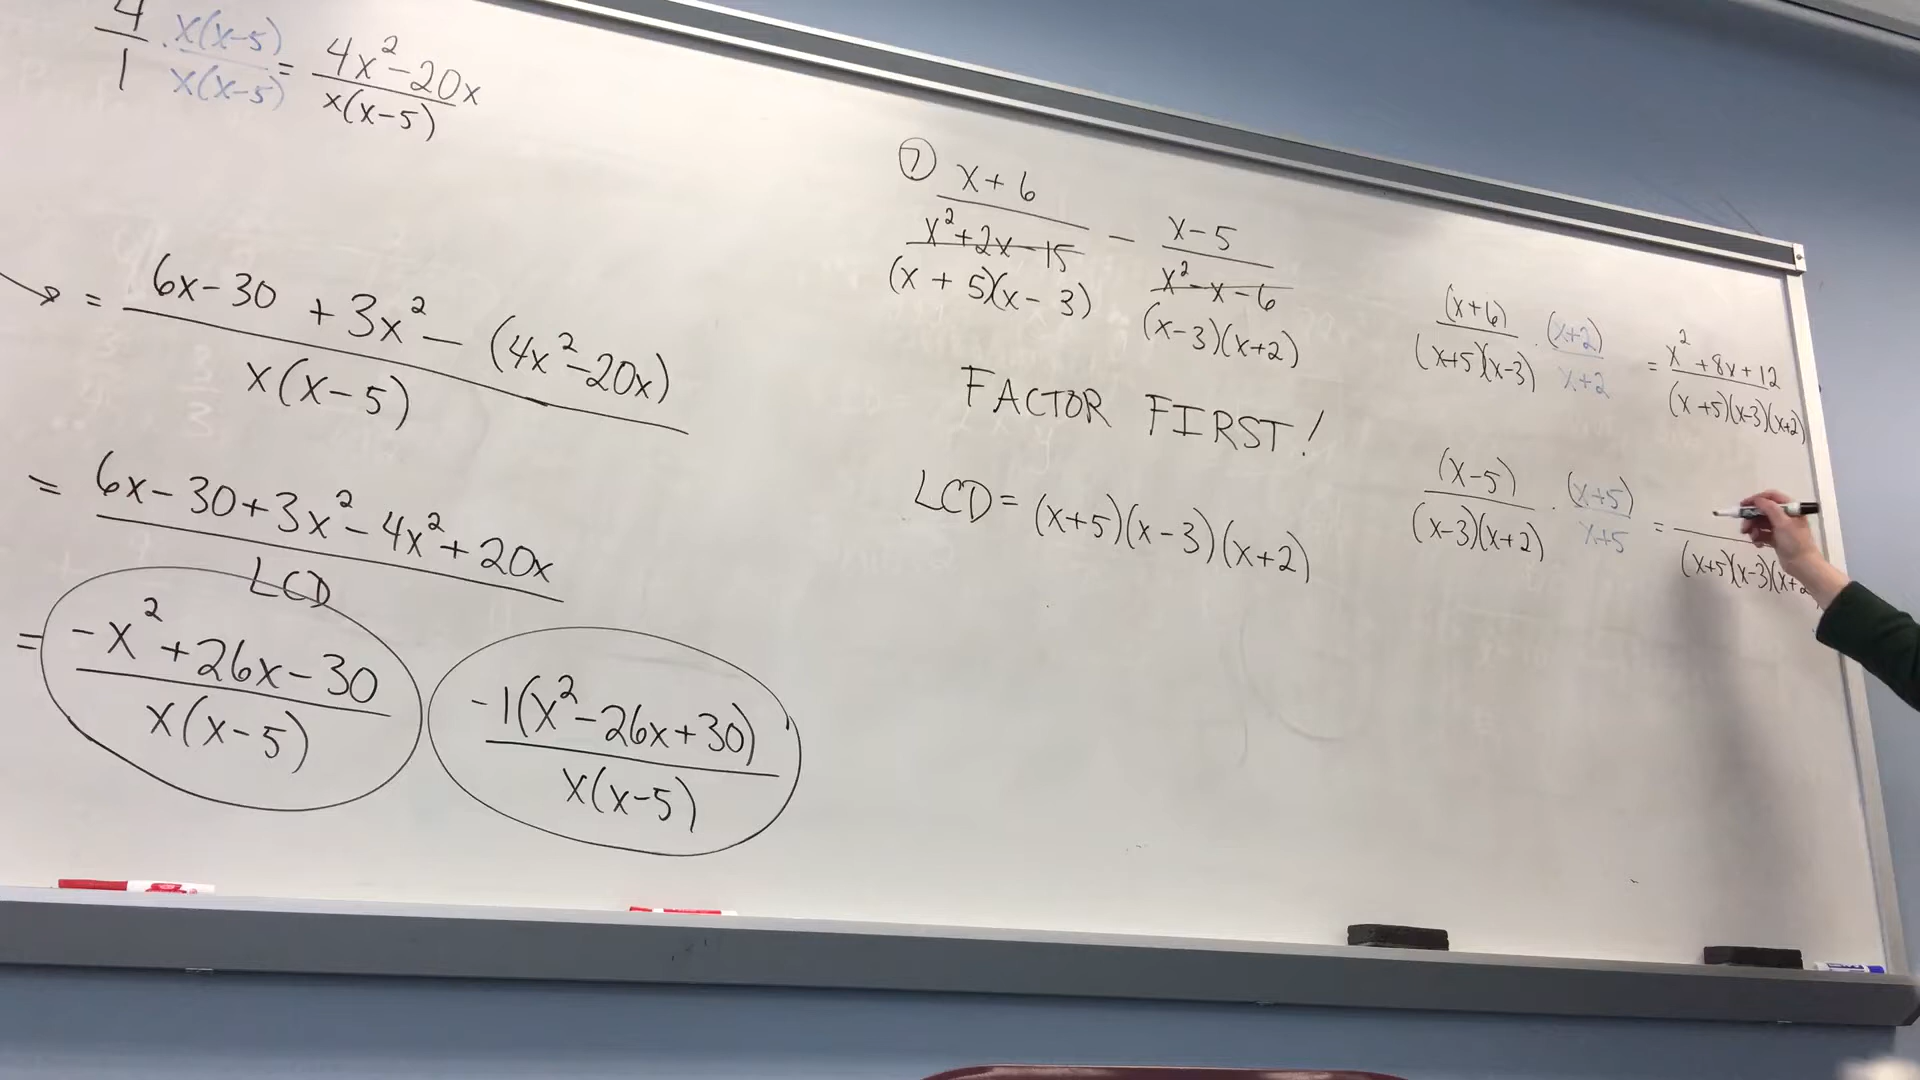 4/1 · x(x-5)/x(x-5) = 4x²-20x/x(x-5)
= 6x-30 + 3x² - (4x²-20x)
x(x-5)
= 6x-30+3x²-4x²+20x
LCD
= -x²+26x-30
x(x-5)
-1(x²-26x+30)
x(x-5)
⑦ x+6 / x²+2x-15 - x-5 / x²-x-6
(x+5)(x-3) (x-3)(x+2)
FACTOR FIRST!
LCD = (x+5)(x-3)(x+2)
(x+6)/(x+5)(x-3) · (x+2)/x+2 = x²+8x+12/(x+5)(x-3)(x+2)
(x-5)/(x-3)(x+2) · (x+5)/x+5 = /(x+5)(x-3)(x+2